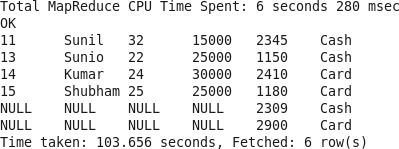 Total MapReduce CPU Time Spent: 6 seconds 280 msec
OK
11 Sunil 32 15000 2345 Cash
13 Sunio 22 25000 1150 Cash
14 Kumar 24 30000 2410 Card
15 Shubham 25 25000 1180 Card
NULL NULL NULL NULL 2309 Cash
NULL NULL NULL NULL 2900 Card
Time taken: 103.656 seconds, Fetched: 6 row(s)